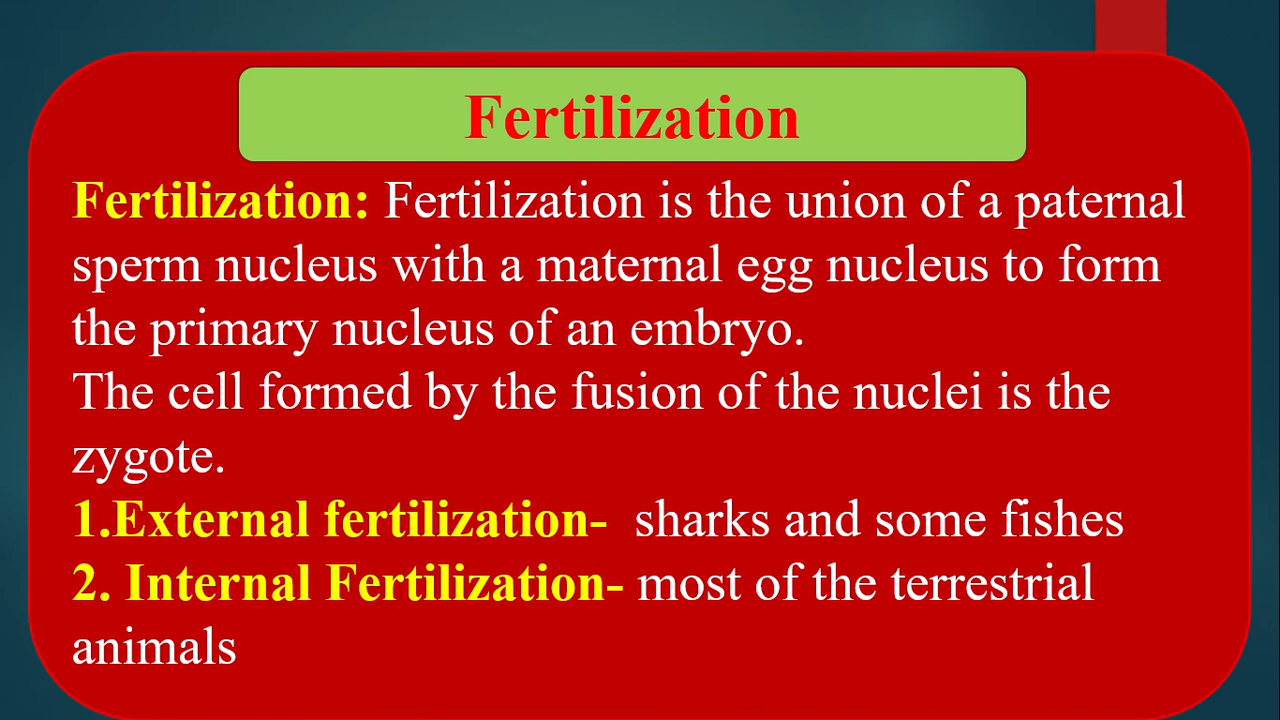 Fertilization
Fertilization: Fertilization is the union of a paternal
sperm nucleus with a maternal egg nucleus to form
the primary nucleus of an embryo.
The cell formed by the fusion of the nuclei is the
zygote.
1.External fertilization-  sharks and some fishes
2. Internal Fertilization- most of the terrestrial
animals